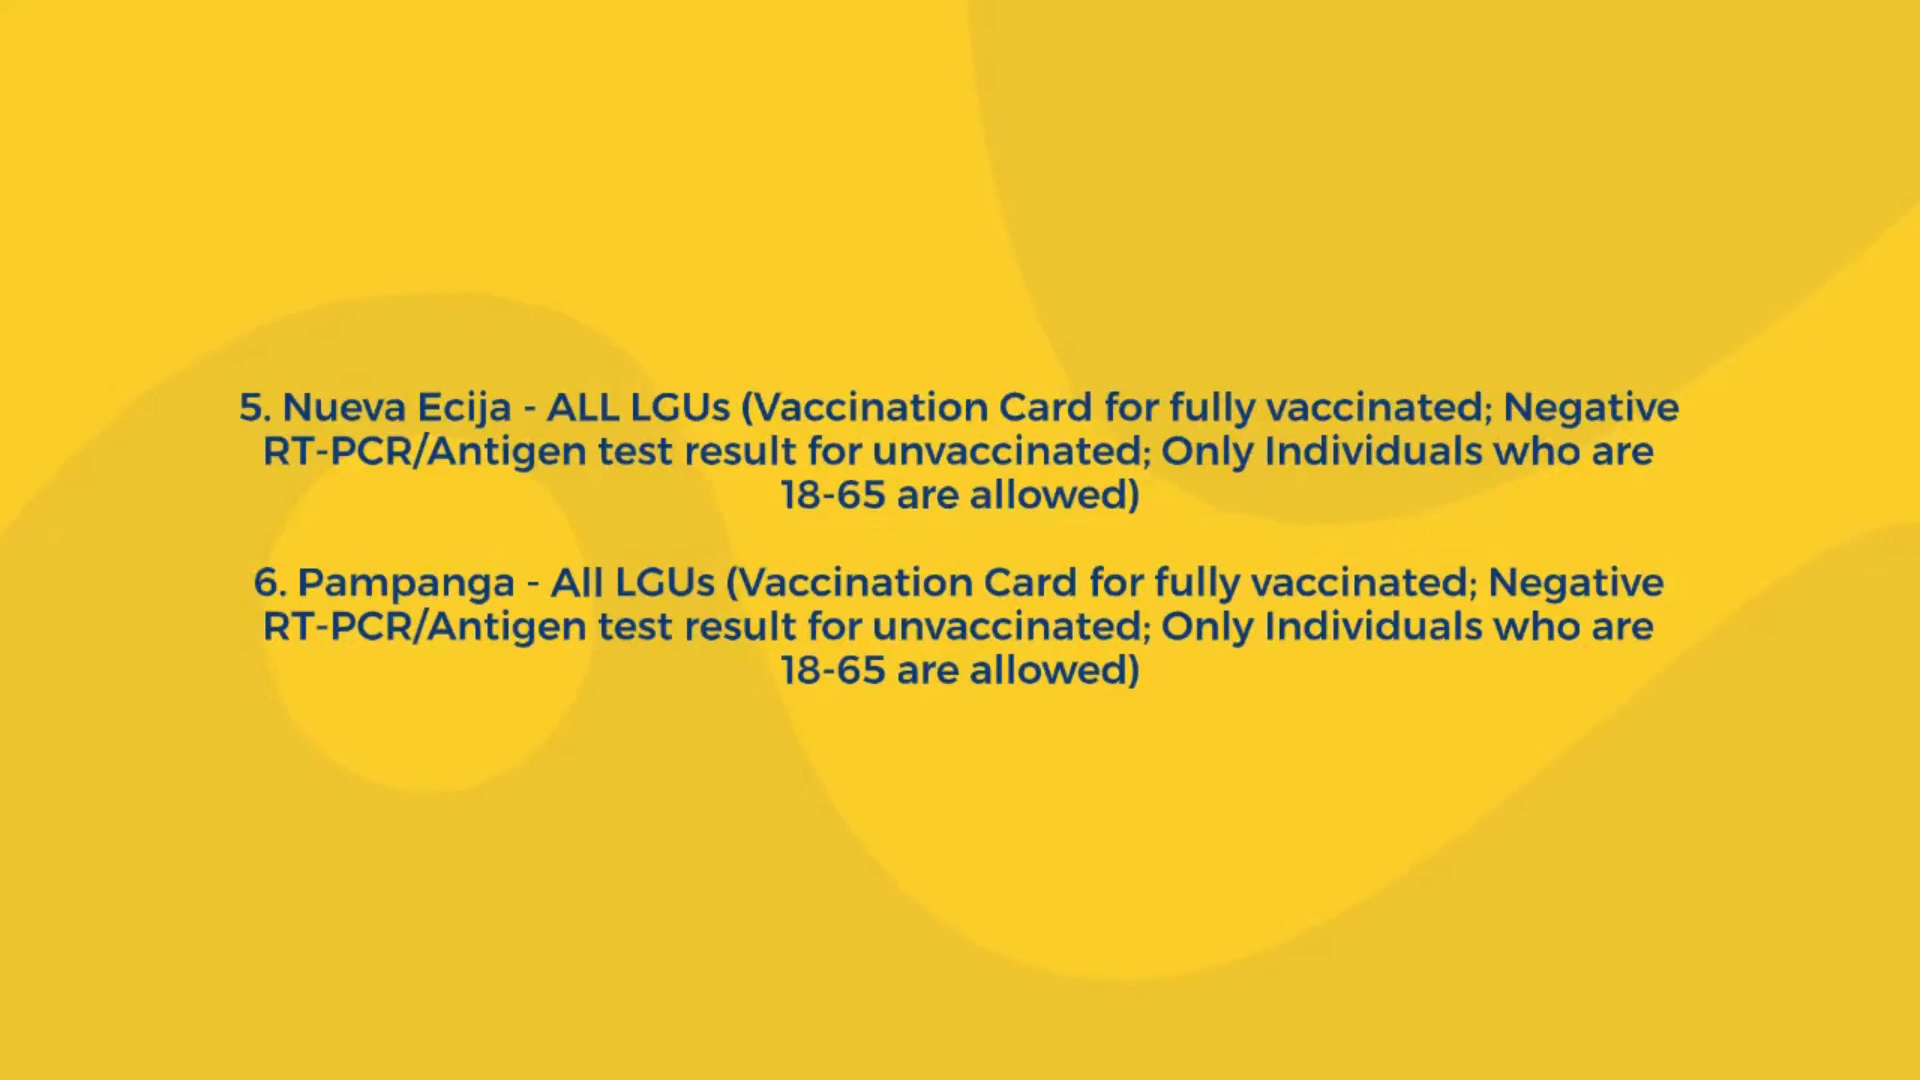 5. Nueva Ecija - ALL LGUs (Vaccination Card for fully vaccinated; Negative
RT-PCR/Antigen test result for unvaccinated; Only Individuals who are
18-65 are allowed)
6. Pampanga - All LGUs (Vaccination Card for fully vaccinated; Negative
RT-PCR/Antigen test result for unvaccinated; Only Individuals who are
18-65 are allowed)